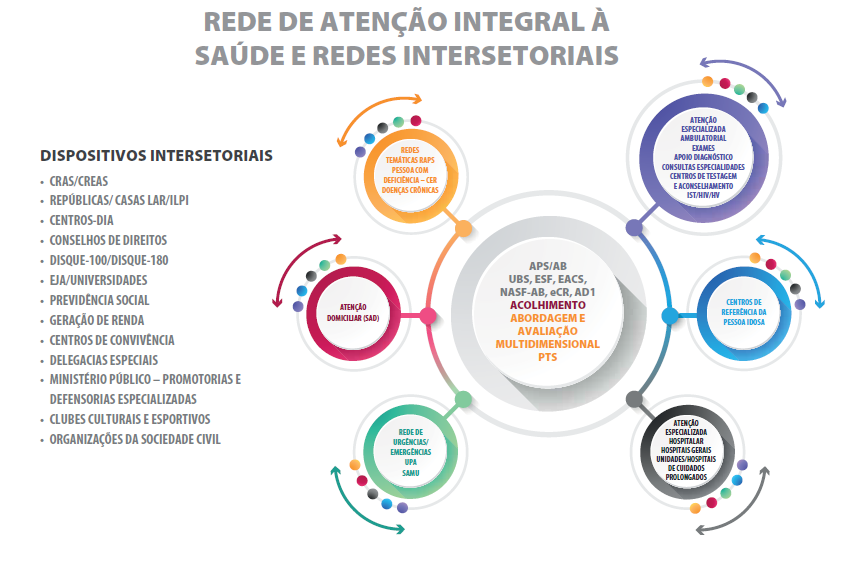 REDE DE ATENÇÃO INTEGRAL À
SAÚDE E REDES INTERSETORIAIS
DISPOSITIVOS INTERSETORIAIS
• CRAS/CREAS
• REPÚBLICAS/ CASAS LAR/ILPI
• CENTROS-DIA
• CONSELHOS DE DIREITOS
• DISQUE-100/DISQUE-180
• EJA/UNIVERSIDADES
• PREVIDÊNCIA SOCIAL
• GERAÇÃO DE RENDA
• CENTROS DE CONVIVÊNCIA
• DELEGACIAS ESPECIAIS
• MINISTÉRIO PÚBLICO – PROMOTORIAS E
DEFENSORIAS ESPECIALIZADAS
• CLUBES CULTURAIS E ESPORTIVOS
• ORGANIZAÇÕES DA SOCIEDADE CIVIL
REDES
TEMÁTICAS RAPS
PESSOA COM
DEFICIÊNCIA – CER
DOENÇAS CRÔNICAS
ATENÇÃO
DOMICILIAR (SAD)
REDE DE
URGÊNCIAS/
EMERGÊNCIAS
UPA
SAMU
APS/AB
UBS, ESF, EACS,
NASF-AB, eCR, AD1
ACOLHIMENTO
ABORDAGEM E
AVALIAÇÃO
MULTIDIMENSIONAL
PTS
ATENÇÃO
ESPECIALIZADA
AMBULATORIAL
EXAMES
APOIO DIAGNÓSTICO
CONSULTAS ESPECIALIDADES
CENTROS DE TESTAGEM
E ACONSELHAMENTO
IST/HIV/HV
CENTROS DE
REFERÊNCIA DA
PESSOA IDOSA
ATENÇÃO
ESPECIALIZADA
HOSPITALAR
HOSPITAIS GERAIS
UNIDADES/HOSPITAIS
DE CUIDADOS
PROLONGADOS